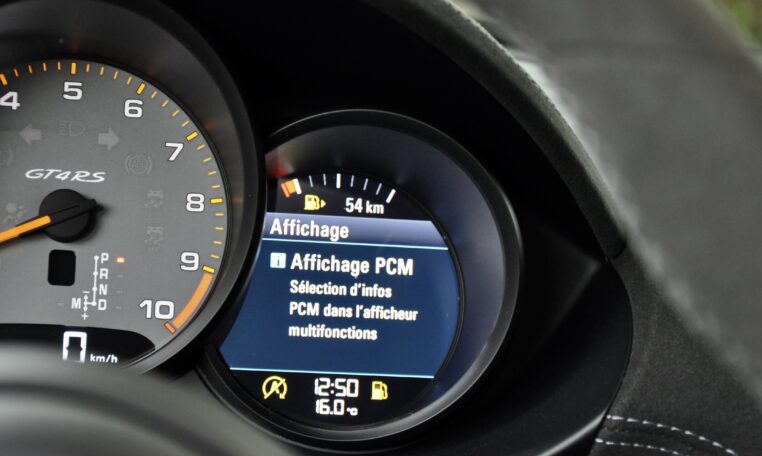 4 5 6 7 8 9 10
GT4RS
P
R
N
M D
+
0 km/h
54 km
Affichage
i Affichage PCM
Sélection d'infos
PCM dans l'afficheur
multifonctions
12:50
16.0°C